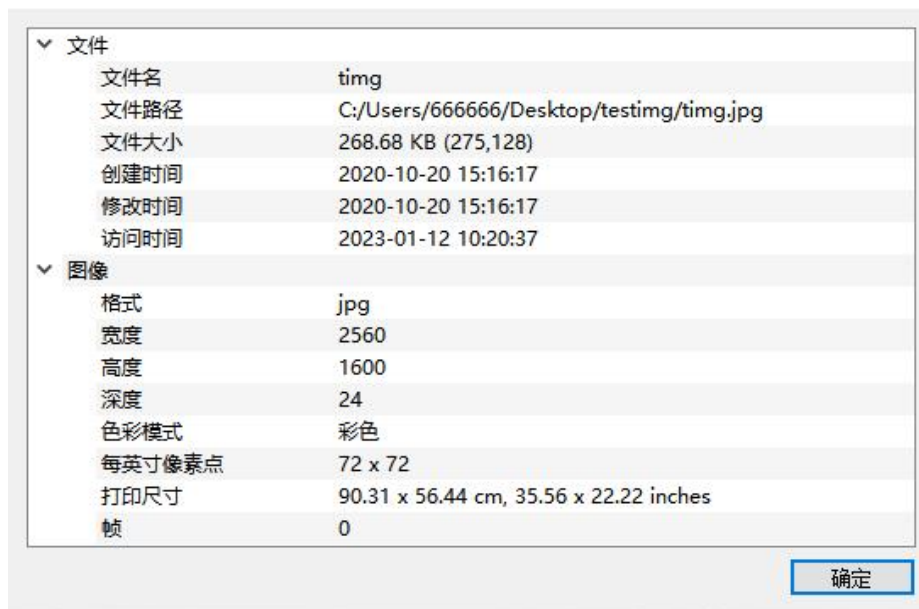 文件
文件名 timg
文件路径 C:/Users/666666/Desktop/testimg/timg.jpg
文件大小 268.68 KB (275,128)
创建时间 2020-10-20 15:16:17
修改时间 2020-10-20 15:16:17
访问时间 2023-01-12 10:20:37
图像
格式 jpg
宽度 2560
高度 1600
深度 24
色彩模式 彩色
每英寸像素点 72 x 72
打印尺寸 90.31 x 56.44 cm, 35.56 x 22.22 inches
帧 0
确定